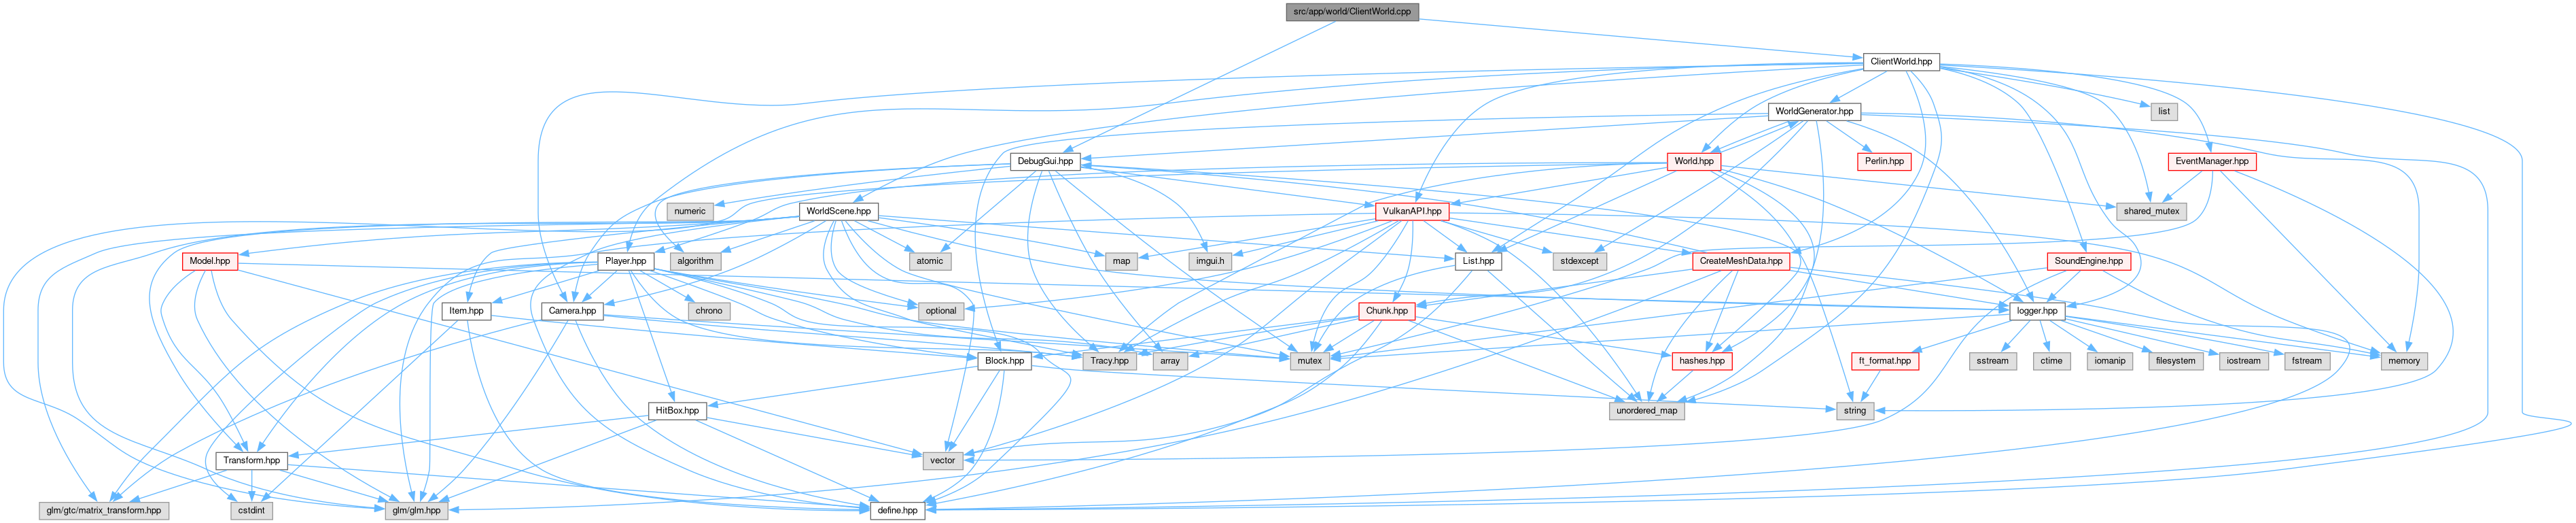 src/app/world/ClientWorld.cpp
ClientWorld.hpp
list
WorldGenerator.hpp
DebugGui.hpp
World.hpp
Perlin.hpp
EventManager.hpp
numeric
WorldScene.hpp
VulkanAPI.hpp
shared_mutex
Model.hpp
Player.hpp
algorithm
atomic
map
imgui.h
List.hpp
stdexcept
CreateMeshData.hpp
SoundEngine.hpp
Item.hpp
Camera.hpp
chrono
optional
Chunk.hpp
logger.hpp
Block.hpp
Tracy.hpp
array
mutex
hashes.hpp
ft_format.hpp
sstream
ctime
iomanip
filesystem
iostream
fstream
memory
HitBox.hpp
unordered_map
string
Transform.hpp
vector
glm/gtc/matrix_transform.hpp
cstdint
glm/glm.hpp
define.hpp